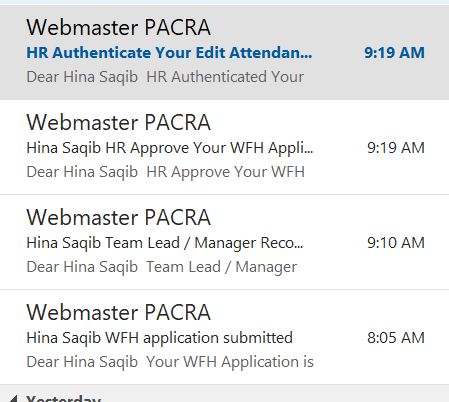 Webmaster PACRA
HR Authenticate Your Edit Attendan... 9:19 AM
Dear Hina Saqib HR Authenticated Your
Webmaster PACRA
Hina Saqib HR Approve Your WFH Appli... 9:19 AM
Dear Hina Saqib HR Approve Your WFH
Webmaster PACRA
Hina Saqib Team Lead / Manager Reco... 9:10 AM
Dear Hina Saqib Team Lead / Manager
Webmaster PACRA
Hina Saqib WFH application submitted 8:05 AM
Dear Hina Saqib Your WFH Application is
Yesterday